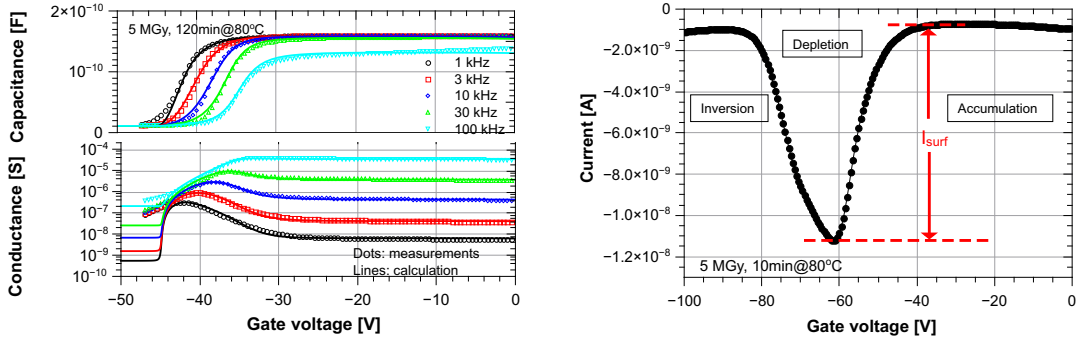 5 MGy, 120min@80°C
Capacitance [F]
2×10⁻¹⁰
10⁻¹⁰
0
1 kHz
3 kHz
10 kHz
30 kHz
100 kHz
Conductance [S]
10⁻⁴
10⁻⁵
10⁻⁶
10⁻⁷
10⁻⁸
10⁻⁹
10⁻¹⁰
Dots: measurements
Lines: calculation
−50 −40 −30 −20 −10 0
Gate voltage [V]
Current [A]
0
−2.0×10⁻⁹
−4.0×10⁻⁹
−6.0×10⁻⁹
−8.0×10⁻⁹
−1.0×10⁻⁸
−1.2×10⁻⁸
Depletion
Inversion
Accumulation
I_surf
5 MGy, 10min@80°C
−100 −80 −60 −40 −20 0
Gate voltage [V]